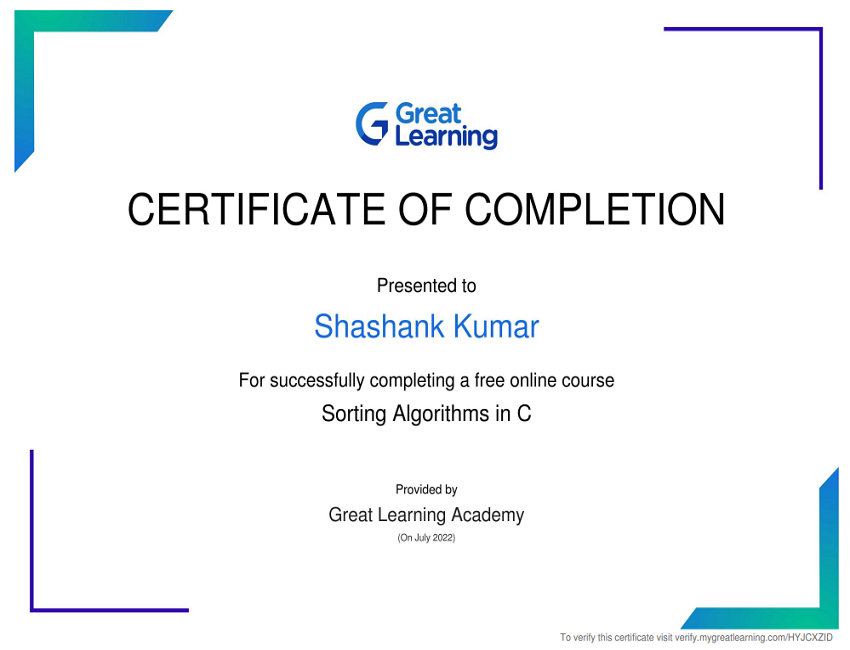 Great
Learning
CERTIFICATE OF COMPLETION
Presented to
Shashank Kumar
For successfully completing a free online course
Sorting Algorithms in C
Provided by
Great Learning Academy
(On July 2022)
To verify this certificate visit verify.mygreatlearning.com/HYJCXZID